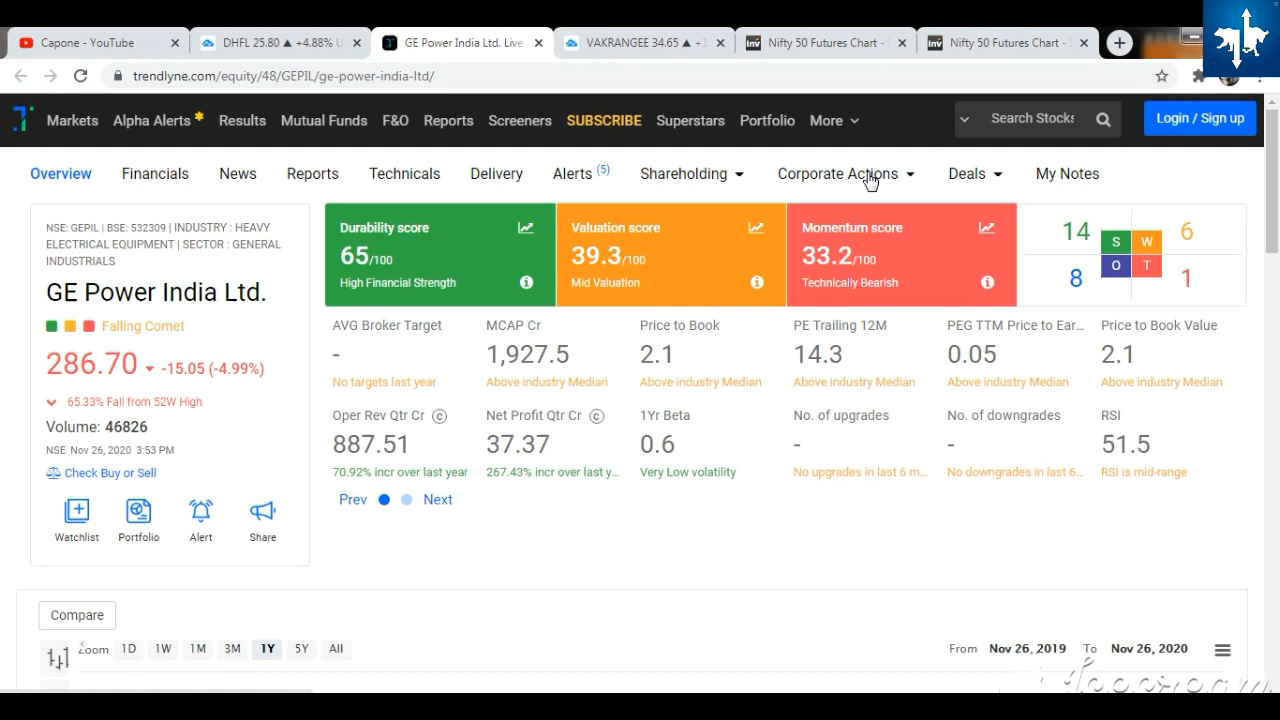 Capone - YouTube
DHFL 25.80 ▲ +4.88% U
GE Power India Ltd. Live
VAKRANGEE 34.65 ▲ +1
Nifty 50 Futures Chart -
Nifty 50 Futures Chart -
trendlyne.com/equity/48/GEPIL/ge-power-india-ltd/
Markets Alpha Alerts Results Mutual Funds F&O Reports Screeners SUBSCRIBE Superstars Portfolio More Search Stocks Login / Sign up
Overview Financials News Reports Technicals Delivery Alerts (5) Shareholding Corporate Actions Deals My Notes
NSE: GEPIL | BSE: 532309 | INDUSTRY : HEAVY
ELECTRICAL EQUIPMENT | SECTOR : GENERAL
INDUSTRIALS
GE Power India Ltd.
Falling Comet
286.70 -15.05 (-4.99%)
65.33% Fall from 52W High
Volume: 46826
NSE Nov 26, 2020 3:53 PM
Check Buy or Sell
Watchlist Portfolio Alert Share
Durability score
65/100
High Financial Strength
Valuation score
39.3/100
Mid Valuation
Momentum score
33.2/100
Technically Bearish
14 S W 6
8 O T 1
AVG Broker Target MCAP Cr Price to Book PE Trailing 12M PEG TTM Price to Ear... Price to Book Value
- 1,927.5 2.1 14.3 0.05 2.1
No targets last year Above industry Median Above industry Median Above industry Median Above industry Median Above industry Median
Oper Rev Qtr Cr Net Profit Qtr Cr 1Yr Beta No. of upgrades No. of downgrades RSI
887.51 37.37 0.6 - - 51.5
70.92% incr over last year 267.43% incr over last y... Very Low volatility No upgrades in last 6 m... No downgrades in last 6... RSI is mid-range
Prev Next
Compare
Zoom 1D 1W 1M 3M 1Y 5Y All From Nov 26, 2019 To Nov 26, 2020